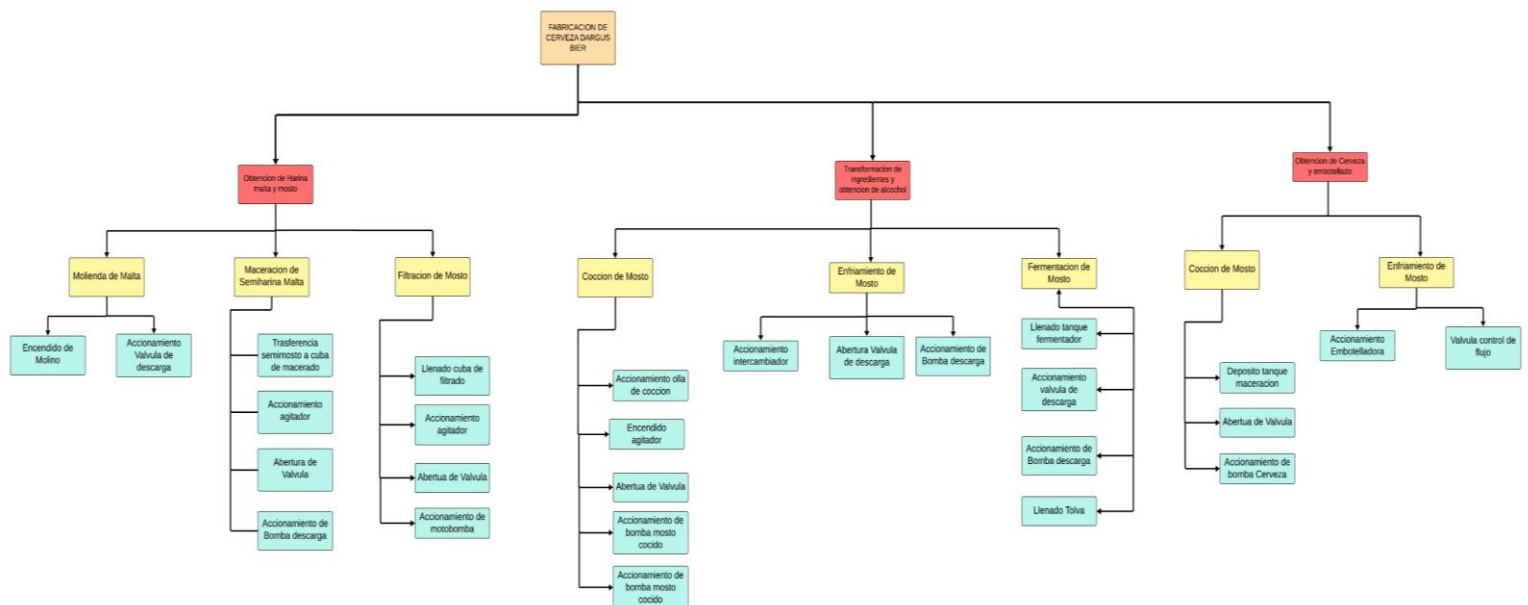 FABRICACION DE
CERVEZA DARGUS
BIER
Obtencion de Harina
malta y mosto
Transformacion de
ingredientes y
obtencion de alcochol
Obtencion de Cerveza
y embotellado
Molienda de Malta
Maceracion de
Semiharina Malta
Filtracion de Mosto
Coccion de Mosto
Enfriamiento de
Mosto
Fermentacion de
Mosto
Coccion de Mosto
Enfriamiento de
Mosto
Encendido de
Molino
Accionamiento
Valvula de
descarga
Trasferencia
semimosto a cuba
de macerado
Accionamiento
agitador
Abertura de
Valvula
Accionamiento de
Bomba descarga
Llenado cuba de
filtrado
Accionamiento
agitador
Abertua de Valvula
Accionamiento de
motobomba
Accionamiento olla
de coccion
Encendido
agitador
Abertua de Valvula
Accionamiento de
bomba mosto
cocido
Accionamiento de
bomba mosto
cocido
Accionamiento
intercambiador
Abertura Valvula
de descarga
Accionamiento de
Bomba descarga
Llenado tanque
fermentador
Accionamiento
valvula de
descarga
Accionamiento de
Bomba descarga
Llenado Tolva
Deposito tanque
maceracion
Abertua de Valvula
Accionamiento de
bomba Cerveza
Accionamiento
Embotelladora
Valvula control de
flujo